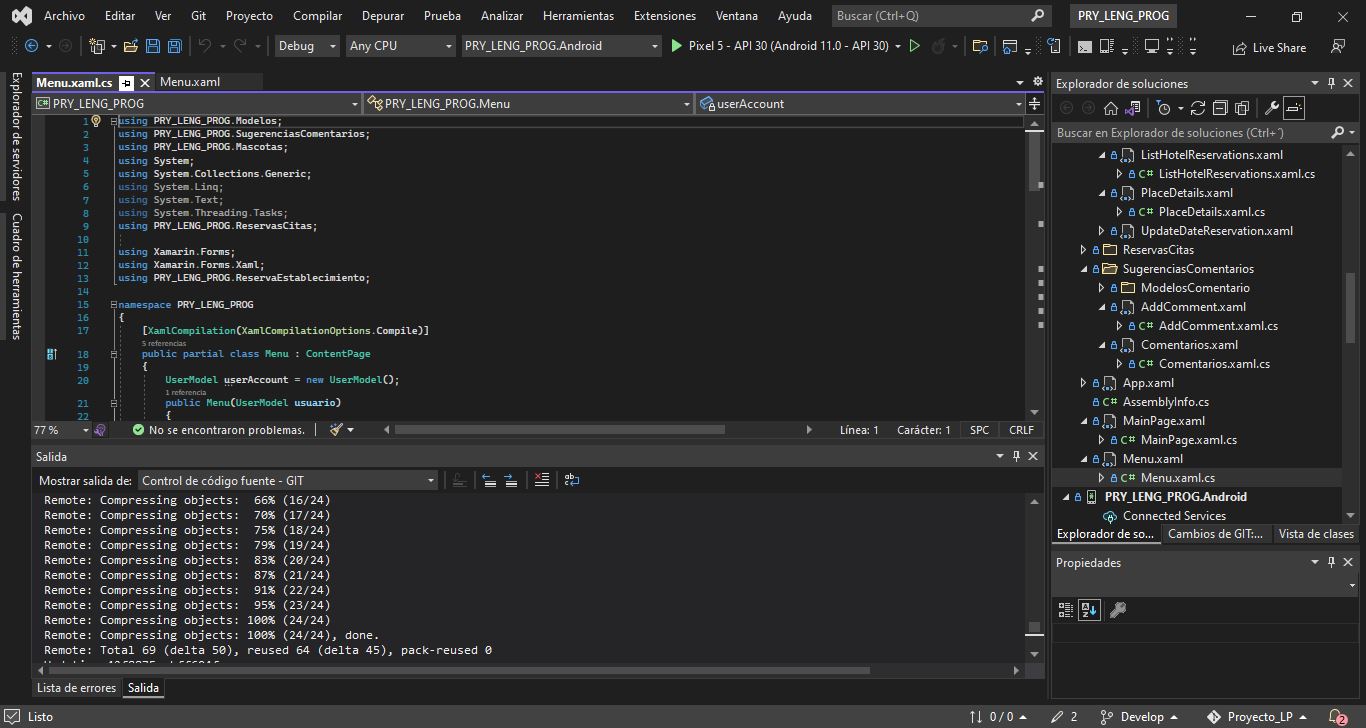 Archivo Editar Ver Git Proyecto Compilar Depurar Prueba Analizar Herramientas Extensiones Ventana Ayuda Buscar (Ctrl+Q) PRY_LENG_PROG
Debug Any CPU PRY_LENG_PROG.Android Pixel 5 - API 30 (Android 11.0 - API 30) Live Share
Explorador de servidores
Cuadro de herramientas
Menu.xaml.cs Menu.xaml
PRY_LENG_PROG PRY_LENG_PROG.Menu userAccount
1 using PRY_LENG_PROG.Modelos;
2 using PRY_LENG_PROG.SugerenciasComentarios;
3 using PRY_LENG_PROG.Mascotas;
4 using System;
5 using System.Collections.Generic;
6 using System.Linq;
7 using System.Text;
8 using System.Threading.Tasks;
9 using PRY_LENG_PROG.ReservasCitas;
10
11 using Xamarin.Forms;
12 using Xamarin.Forms.Xaml;
13 using PRY_LENG_PROG.ReservaEstablecimiento;
14
15 namespace PRY_LENG_PROG
16 {
17 [XamlCompilation(XamlCompilationOptions.Compile)]
5 referencias
18 public partial class Menu : ContentPage
19 {
20 UserModel userAccount = new UserModel();
1 referencia
21 public Menu(UserModel usuario)
22 {
77 % No se encontraron problemas. Línea: 1 Carácter: 1 SPC CRLF
Salida
Mostrar salida de: Control de código fuente - GIT
Remote: Compressing objects: 66% (16/24)
Remote: Compressing objects: 70% (17/24)
Remote: Compressing objects: 75% (18/24)
Remote: Compressing objects: 79% (19/24)
Remote: Compressing objects: 83% (20/24)
Remote: Compressing objects: 87% (21/24)
Remote: Compressing objects: 91% (22/24)
Remote: Compressing objects: 95% (23/24)
Remote: Compressing objects: 100% (24/24)
Remote: Compressing objects: 100% (24/24), done.
Remote: Total 69 (delta 50), reused 64 (delta 45), pack-reused 0
Lista de errores Salida
Explorador de soluciones
Buscar en Explorador de soluciones (Ctrl+´)
ListHotelReservations.xaml
C# ListHotelReservations.xaml.cs
PlaceDetails.xaml
C# PlaceDetails.xaml.cs
UpdateDateReservation.xaml
ReservasCitas
SugerenciasComentarios
ModelosComentario
AddComment.xaml
C# AddComment.xaml.cs
Comentarios.xaml
C# Comentarios.xaml.cs
App.xaml
C# AssemblyInfo.cs
MainPage.xaml
C# MainPage.xaml.cs
Menu.xaml
C# Menu.xaml.cs
PRY_LENG_PROG.Android
Connected Services
Explorador de so... Cambios de GIT:... Vista de clases
Propiedades
Listo 0 / 0 2 Develop Proyecto_LP 2